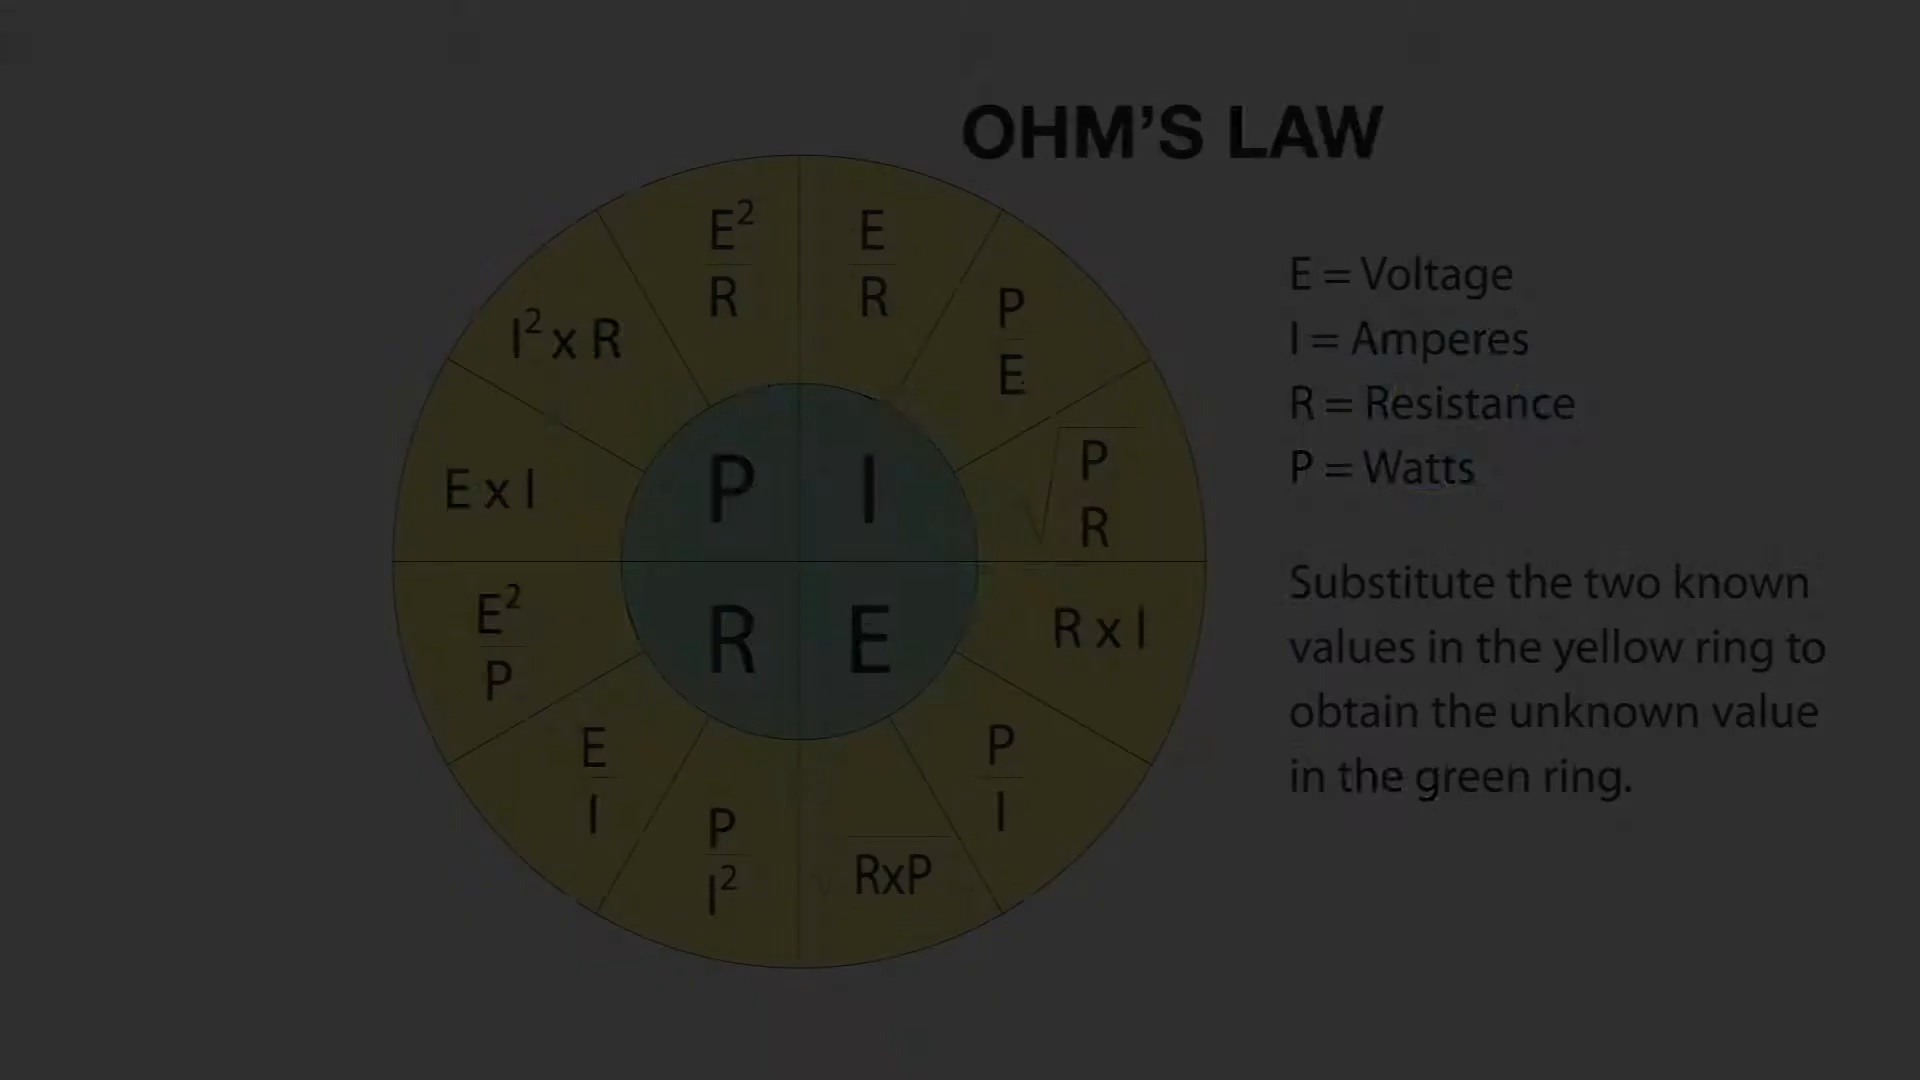 OHM'S LAW
E²
R
E
R
P
E
√P
R
R x I
P
I
√RxP
P
I²
E
I
E²
P
E x I
I² x R
P I
R E
E = Voltage
I = Amperes
R = Resistance
P = Watts
Substitute the two known
values in the yellow ring to
obtain the unknown value
in the green ring.